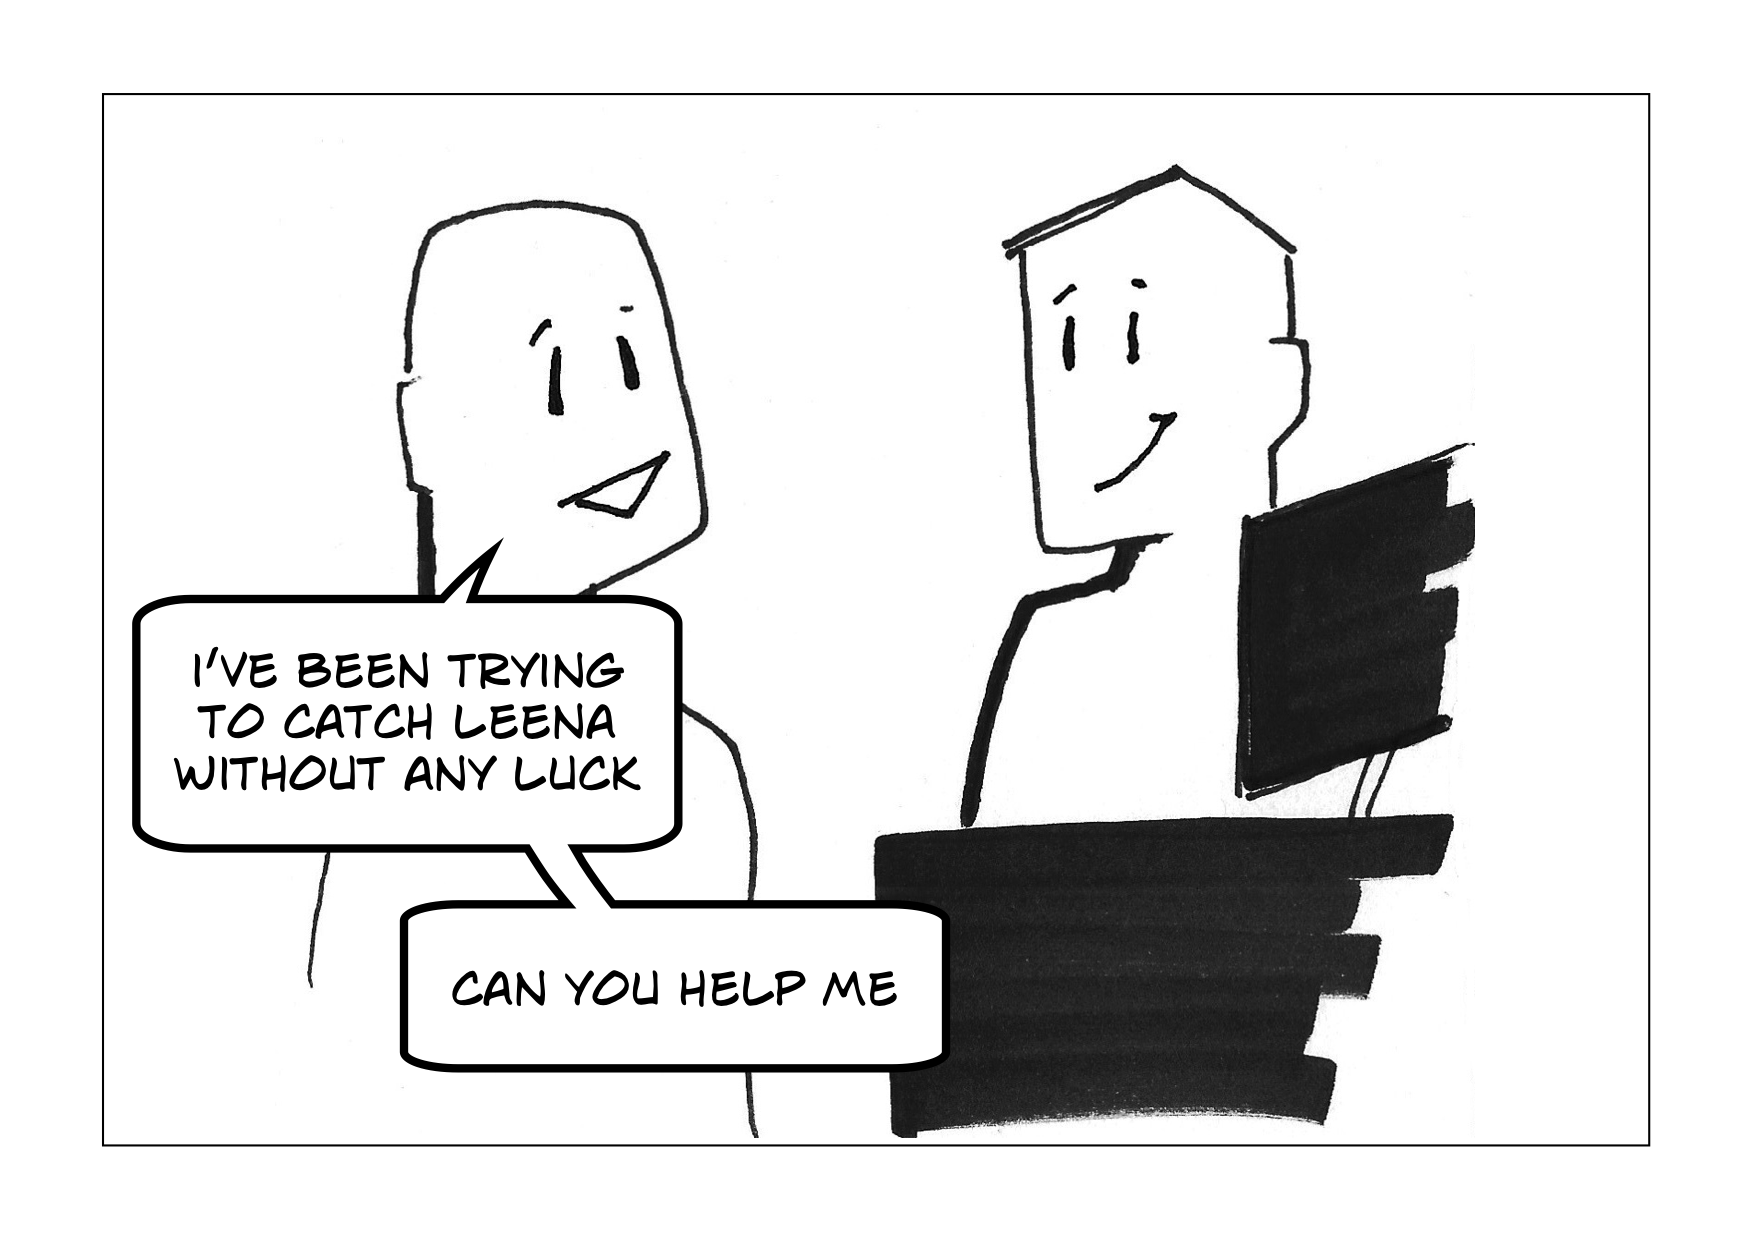 I'VE BEEN TRYING
TO CATCH LEENA
WITHOUT ANY LUCK
CAN YOU HELP ME